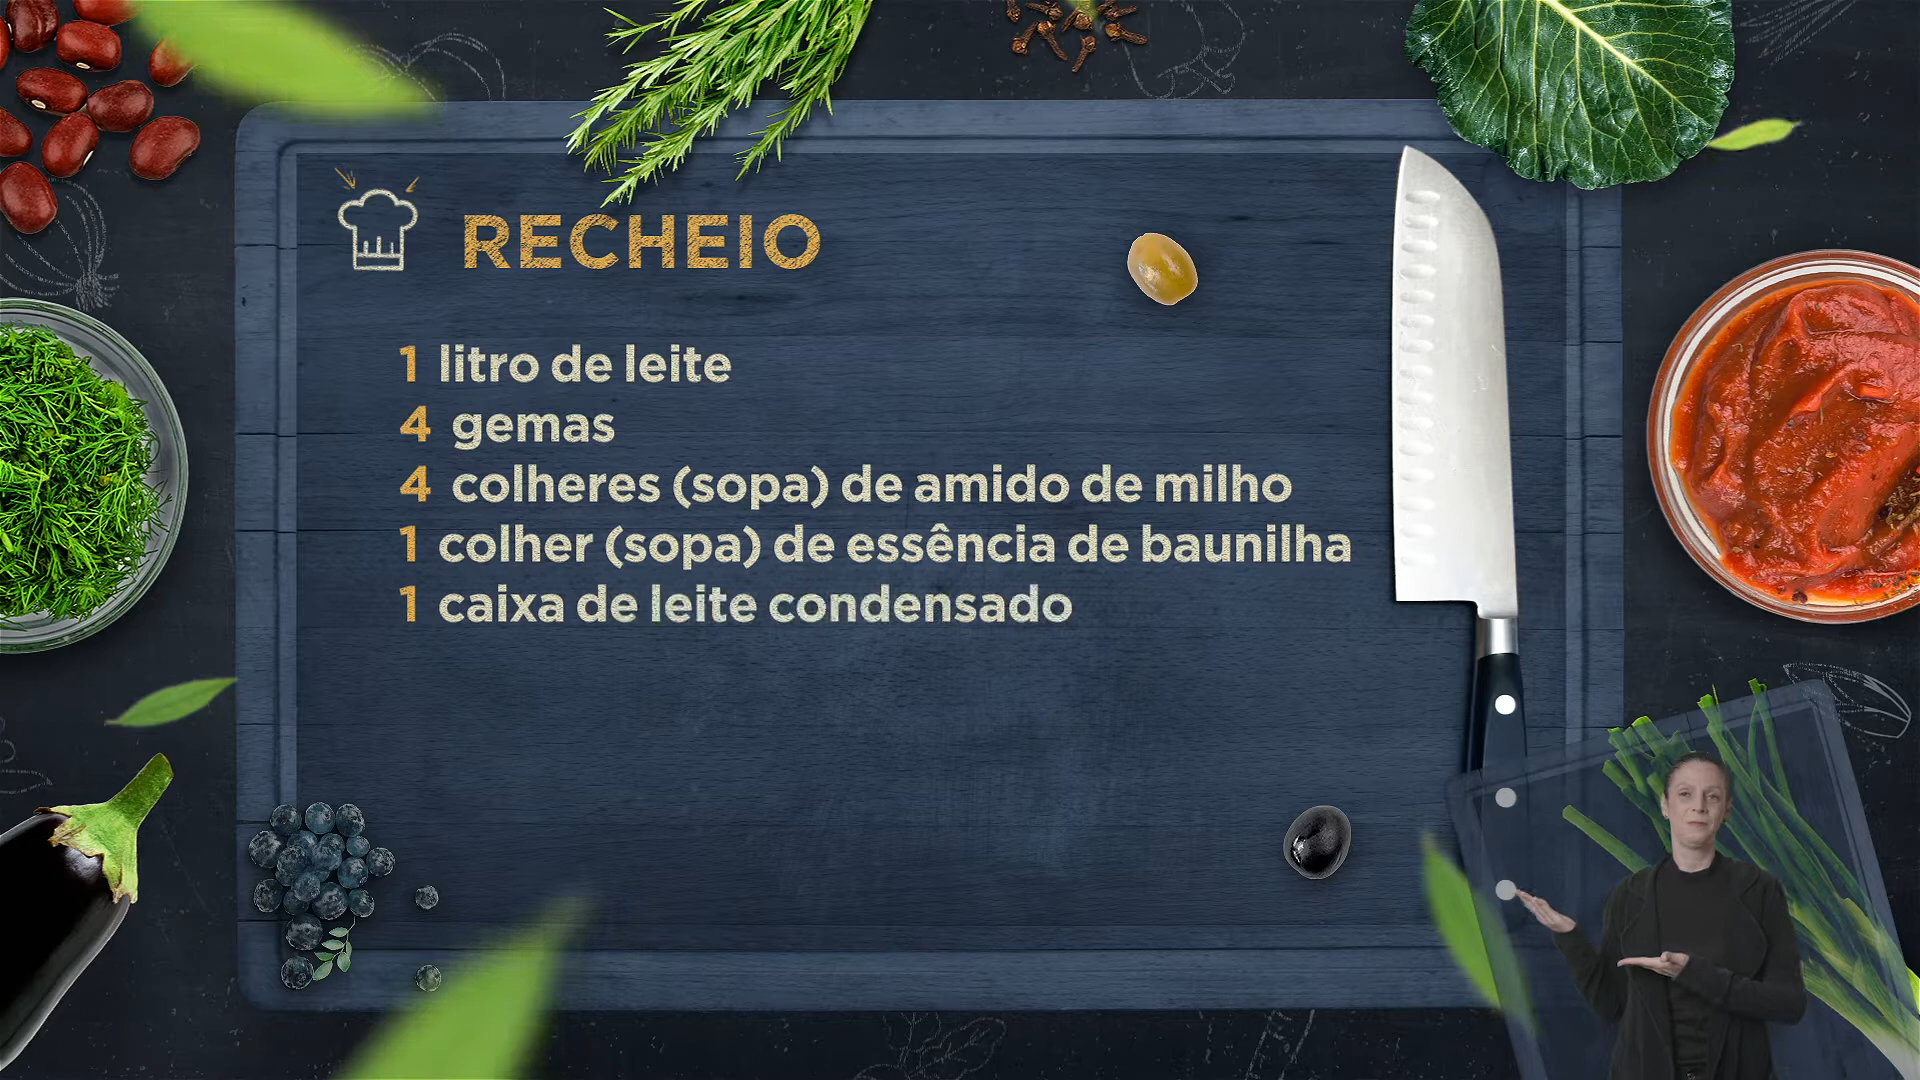 RECHEIO
1 litro de leite
4 gemas
4 colheres (sopa) de amido de milho
1 colher (sopa) de essência de baunilha
1 caixa de leite condensado